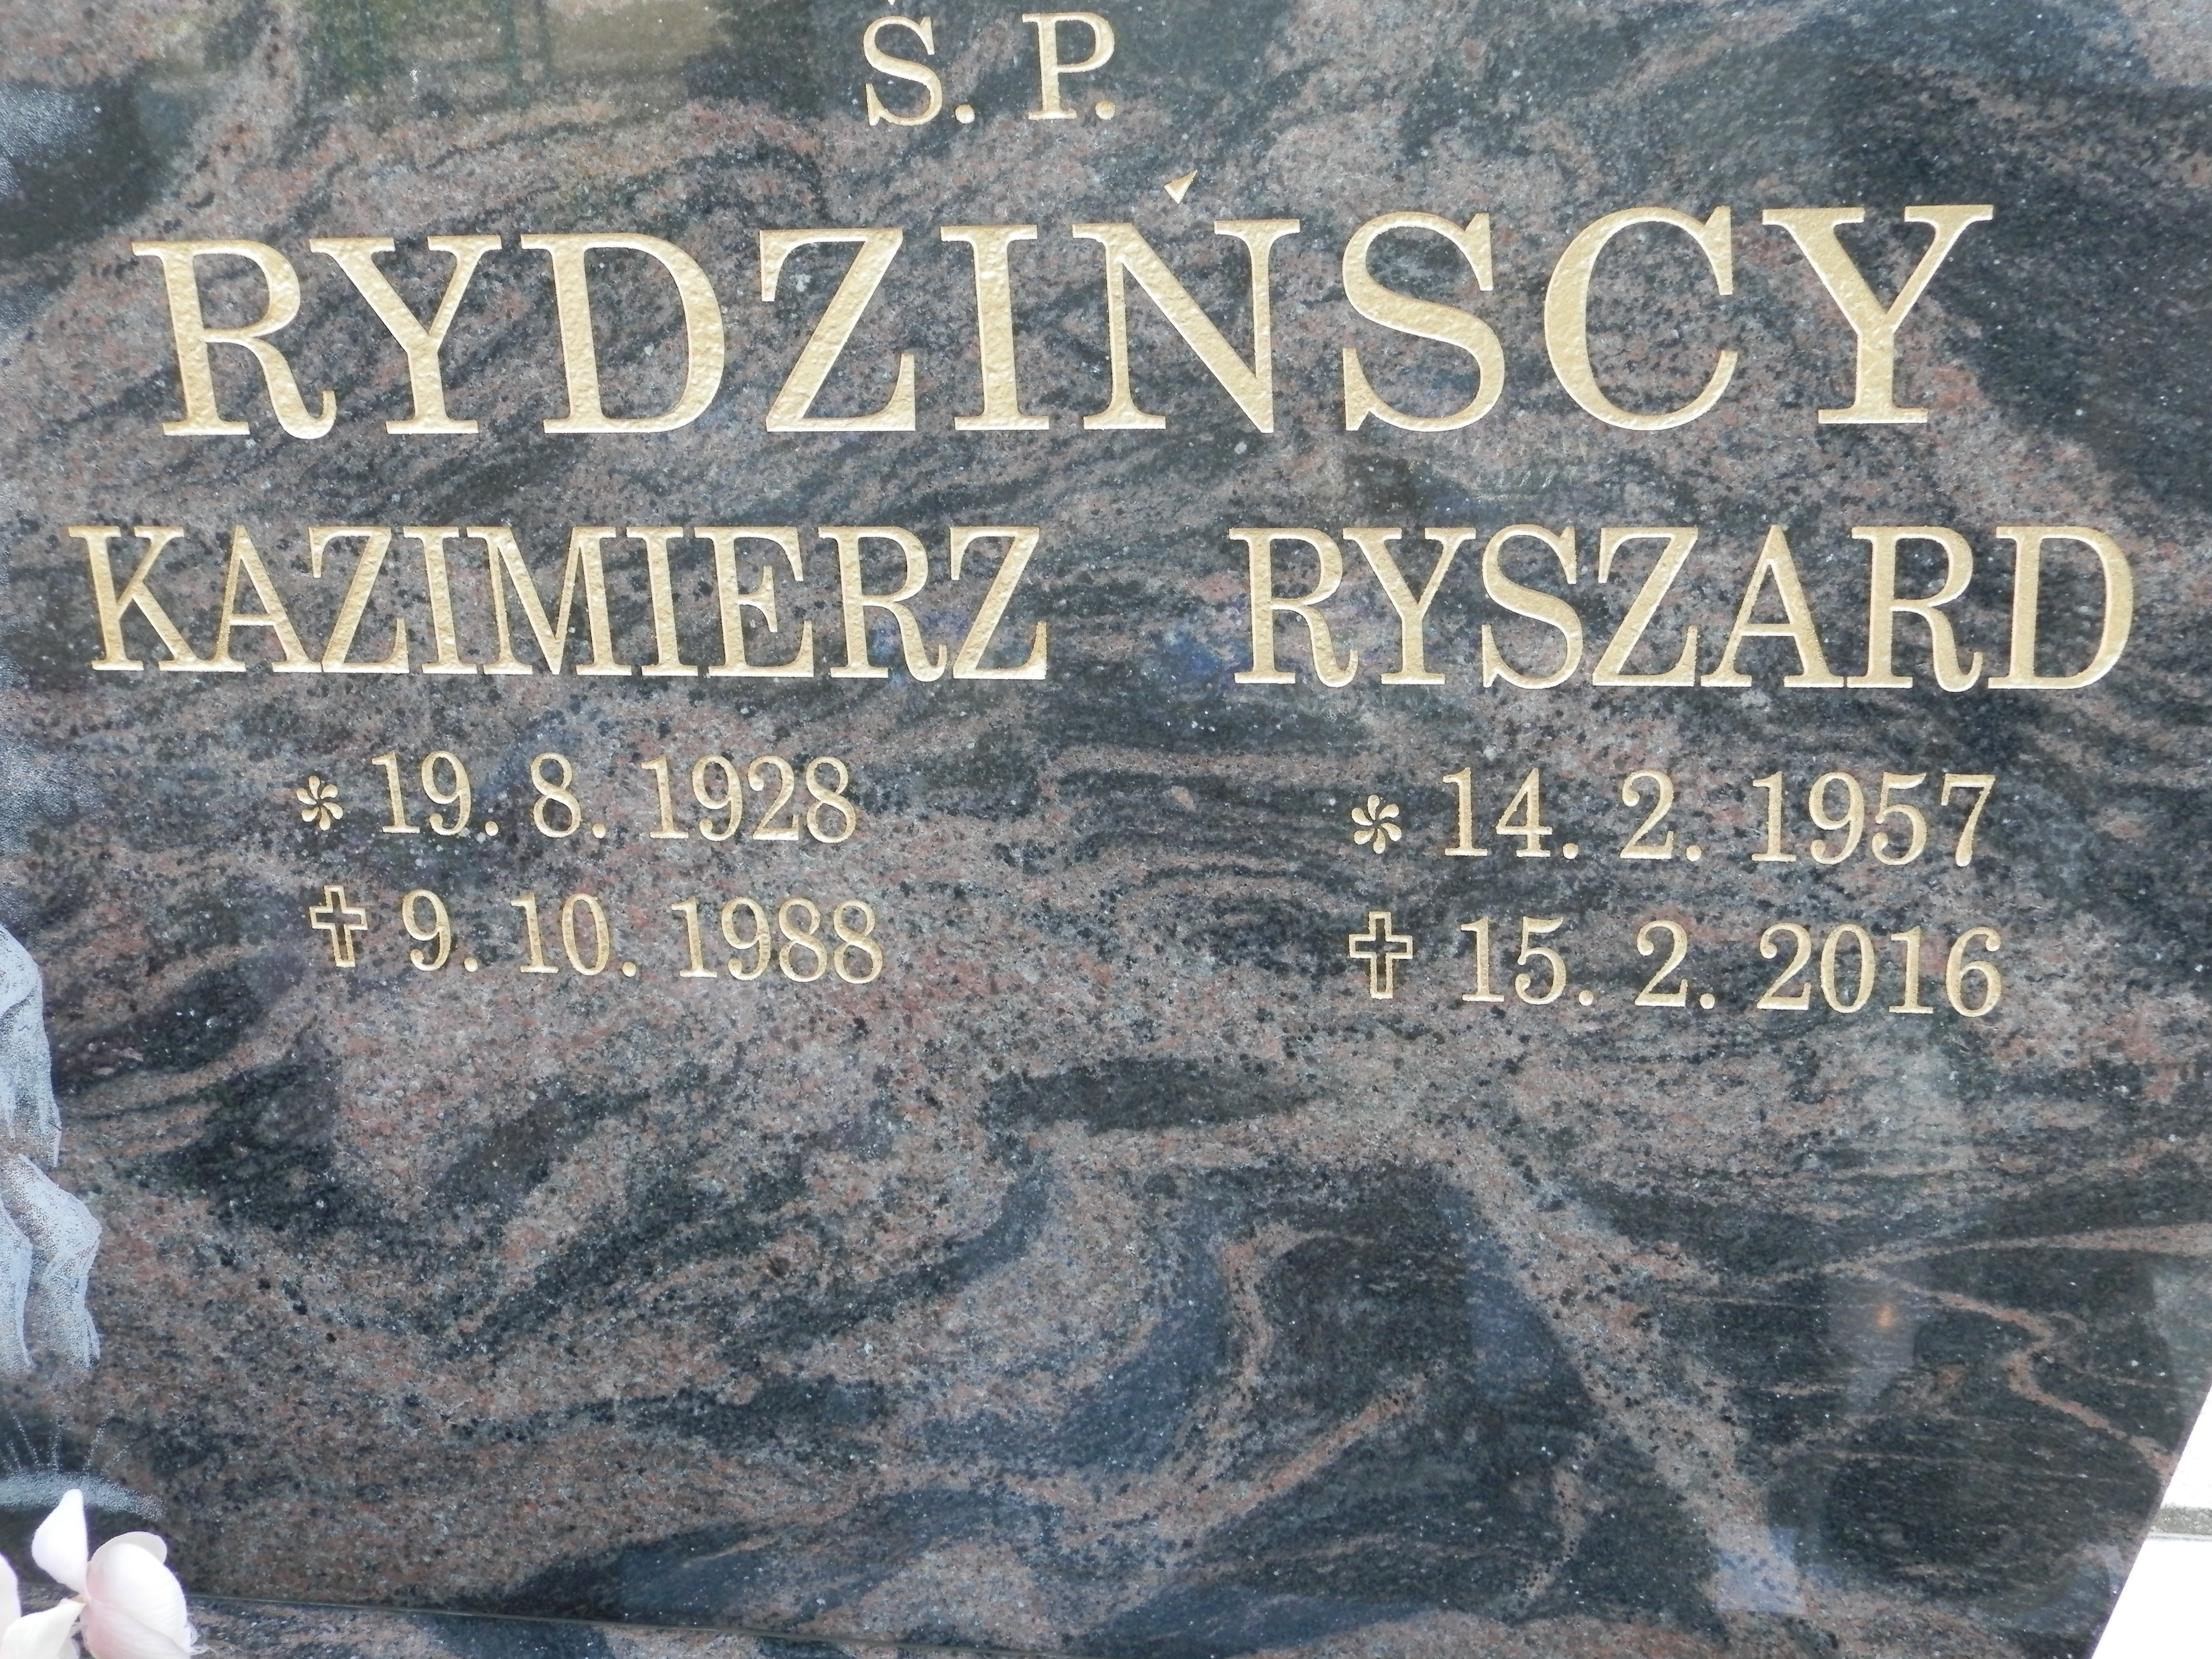 Ś. P.
RYDZIŃSCY
KAZIMIERZ RYSZARD
* 19. 8. 1928 * 14. 2. 1957
✝ 9. 10. 1988 ✝ 15. 2. 2016